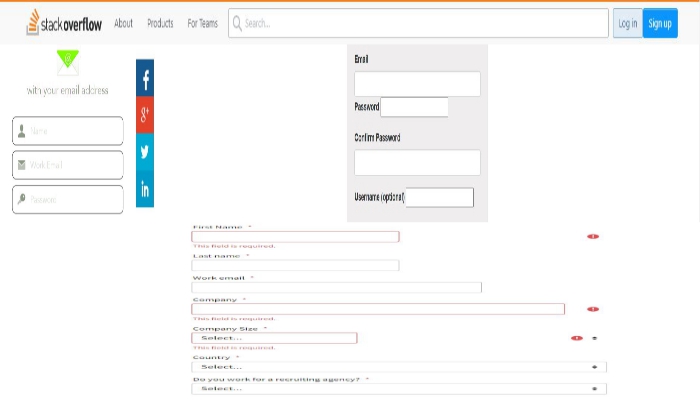 stackoverflow About Products For Teams Search... Log in Sign up
with your email address
Name
Work Email
Password
f
g+
in
Email
Password
Confirm Password
Username (optional)
First Name *
This field is required.
Last name *
Work email *
Company *
This field is required.
Company Size *
Select...
This field is required.
Country *
Select...
Do you work for a recruiting agency? *
Select...